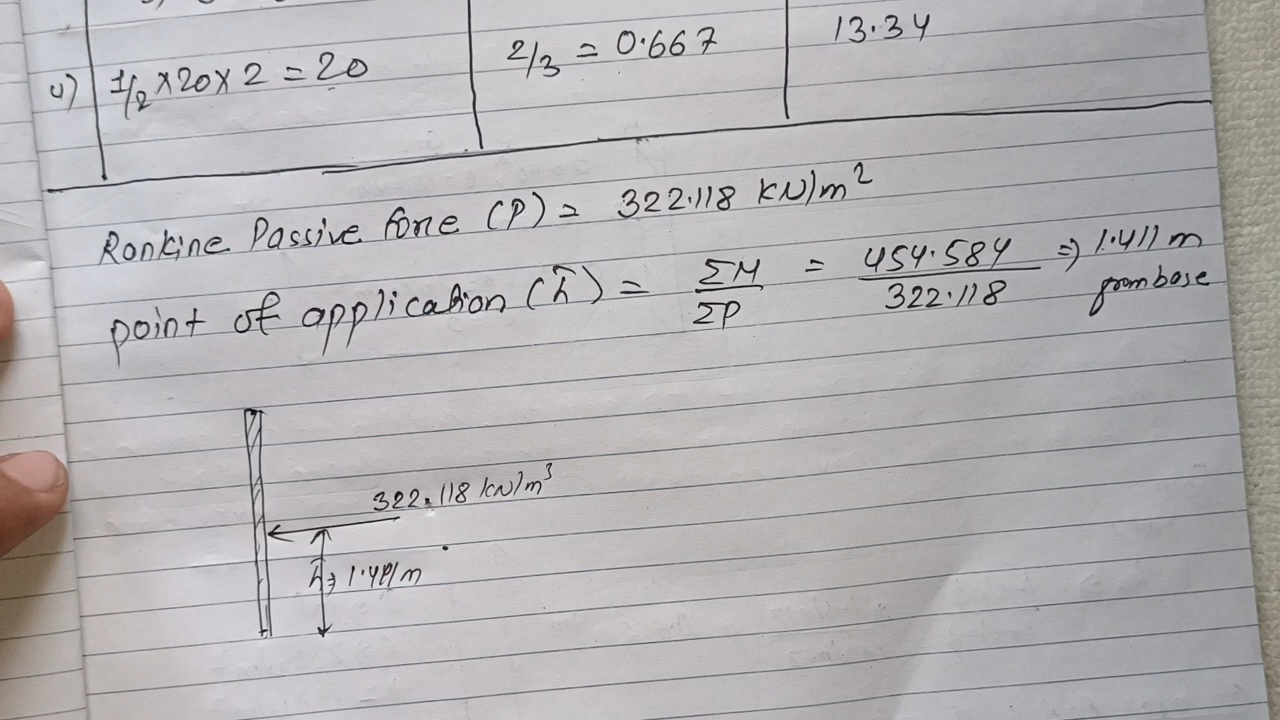 4) 1/2 × 20 × 2 = 20 2/3 = 0.667 13.34
Rankine Passive force (P) = 322.118 KN/m²
point of application (h̄) = ΣM/ΣP = 454.584/322.118 ⇒ 1.411 m from base
322.118 kN/m³
h̄ ⇒ 1.411 m